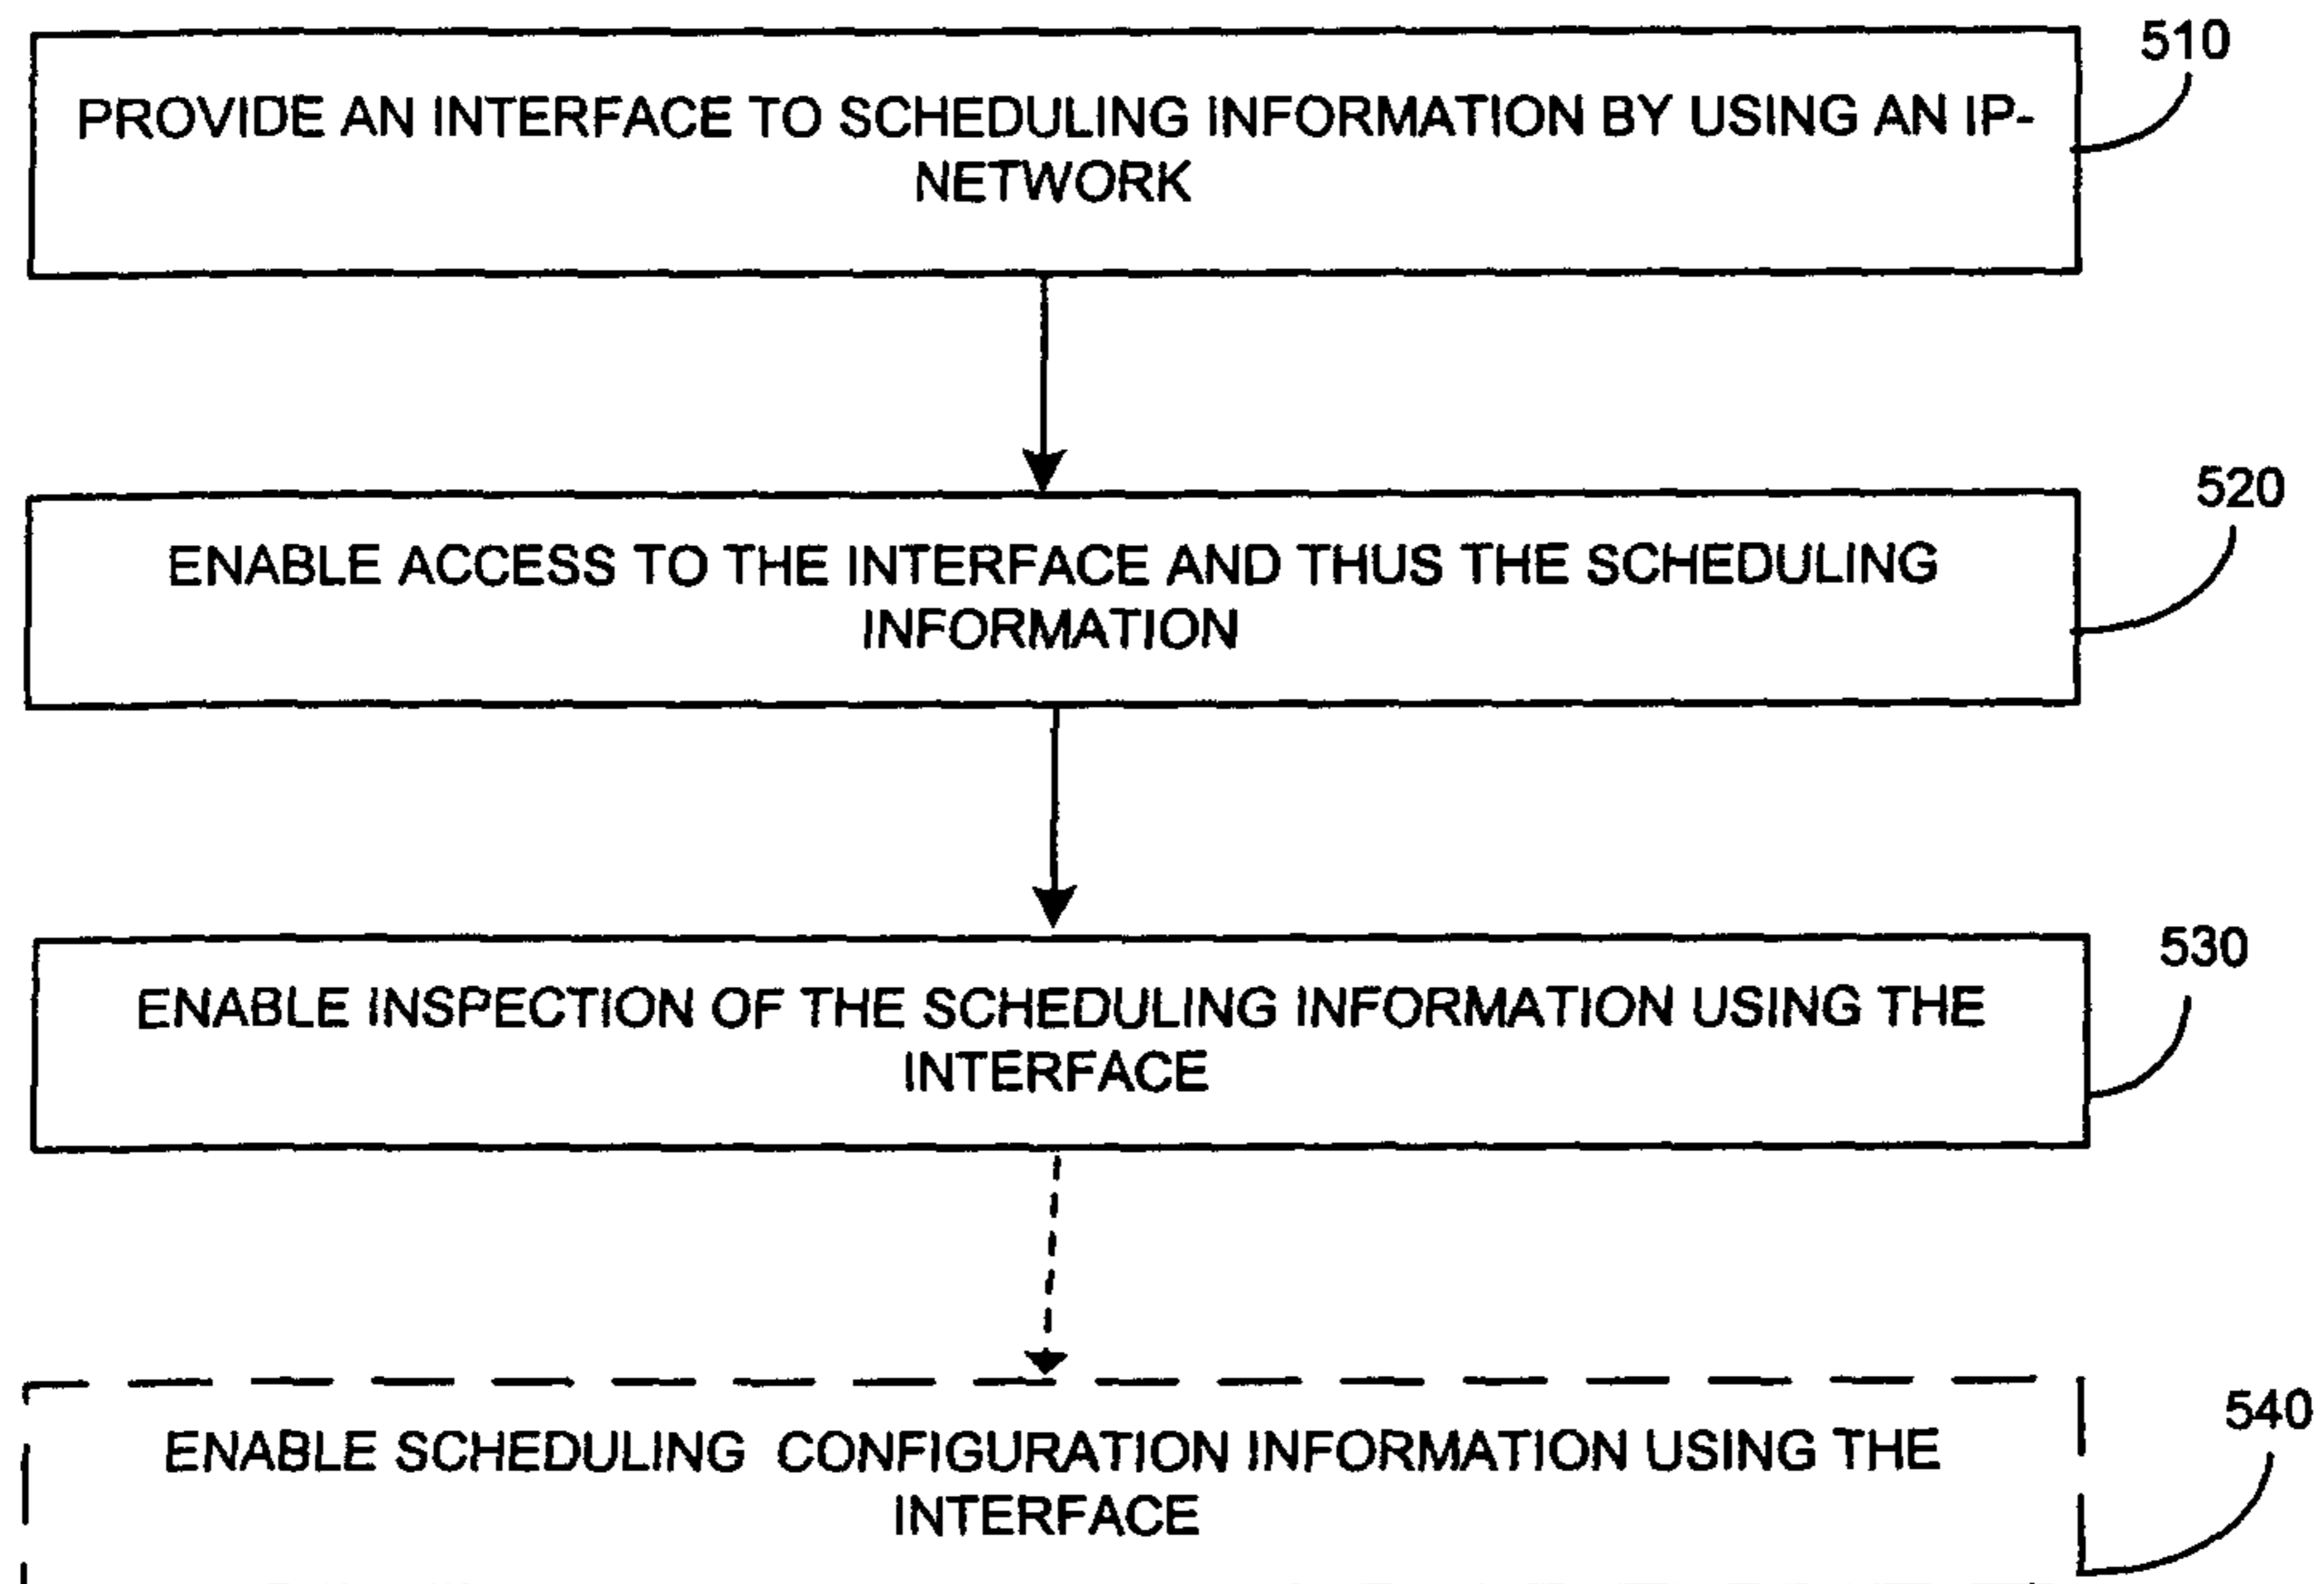 510
PROVIDE AN INTERFACE TO SCHEDULING INFORMATION BY USING AN IP-
NETWORK
520
ENABLE ACCESS TO THE INTERFACE AND THUS THE SCHEDULING
INFORMATION
530
ENABLE INSPECTION OF THE SCHEDULING INFORMATION USING THE
INTERFACE
540
ENABLE SCHEDULING CONFIGURATION INFORMATION USING THE
INTERFACE